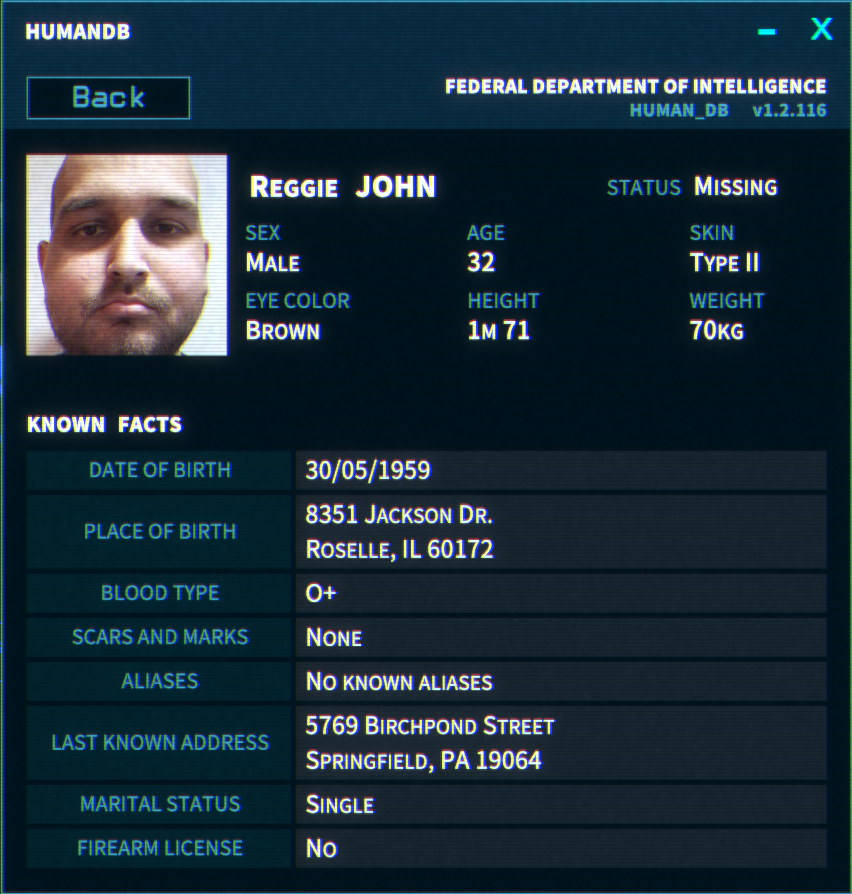 HUMANDB
– X
Back
FEDERAL DEPARTMENT OF INTELLIGENCE
HUMAN_DB v1.2.116
REGGIE JOHN
STATUS MISSING
SEX AGE SKIN
MALE 32 TYPE II
EYE COLOR HEIGHT WEIGHT
BROWN 1M 71 70KG
KNOWN FACTS
DATE OF BIRTH 30/05/1959
PLACE OF BIRTH 8351 JACKSON DR.
ROSELLE, IL 60172
BLOOD TYPE O+
SCARS AND MARKS NONE
ALIASES NO KNOWN ALIASES
LAST KNOWN ADDRESS 5769 BIRCHPOND STREET
SPRINGFIELD, PA 19064
MARITAL STATUS SINGLE
FIREARM LICENSE NO